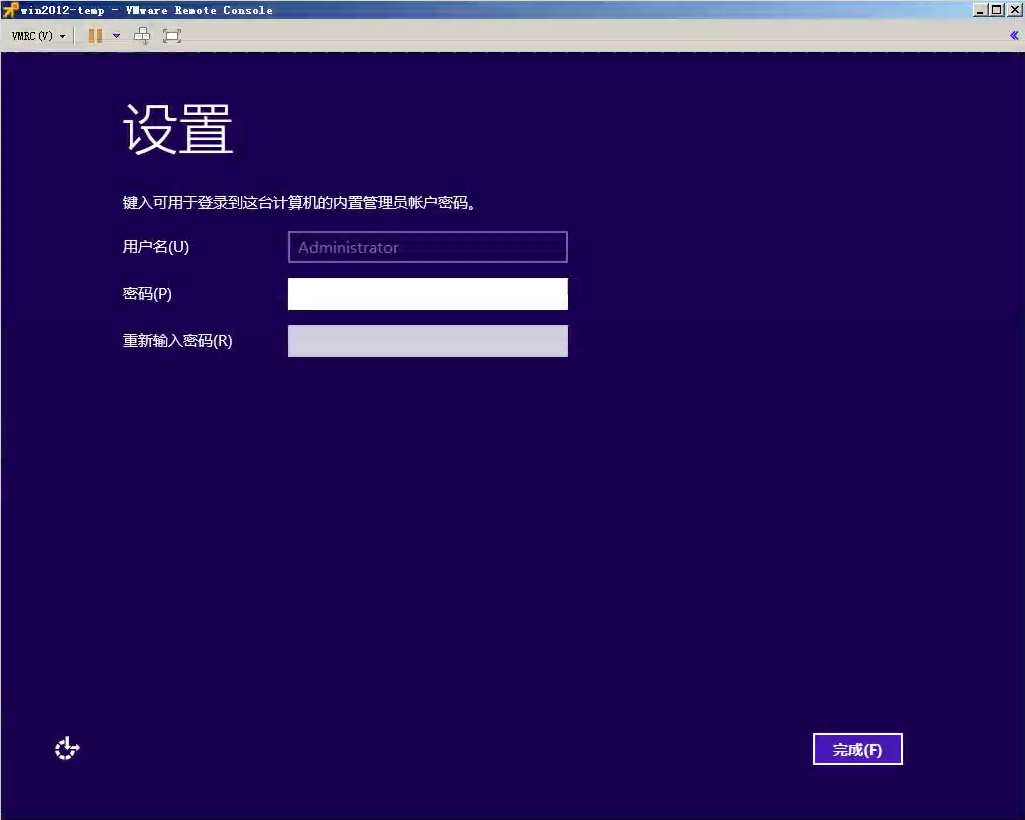 win2012-temp - VMware Remote Console
VMRC(V)
设置
键入可用于登录到这台计算机的内置管理员帐户密码。
用户名(U)
Administrator
密码(P)
重新输入密码(R)
完成(F)